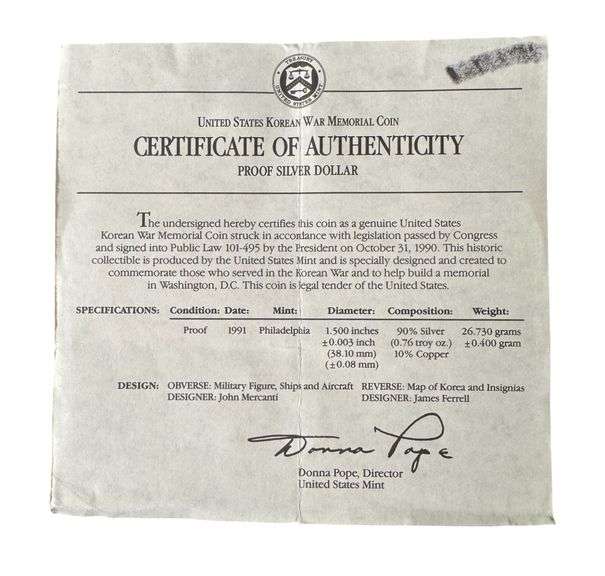 TREASURY
UNITED STATES MINT
UNITED STATES KOREAN WAR MEMORIAL COIN
CERTIFICATE OF AUTHENTICITY
PROOF SILVER DOLLAR
The undersigned hereby certifies this coin as a genuine United States
Korean War Memorial Coin struck in accordance with legislation passed by Congress
and signed into Public Law 101-495 by the President on October 31, 1990. This historic
collectible is produced by the United States Mint and is specially designed and created to
commemorate those who served in the Korean War and to help build a memorial
in Washington, D.C. This coin is legal tender of the United States.
SPECIFICATIONS: Condition: Date: Mint: Diameter: Composition: Weight:
Proof 1991 Philadelphia 1.500 inches 90% Silver 26.730 grams
±0.003 inch (0.76 troy oz.) ±0.400 gram
(38.10 mm) 10% Copper
(±0.08 mm)
DESIGN: OBVERSE: Military Figure, Ships and Aircraft REVERSE: Map of Korea and Insignias
DESIGNER: John Mercanti DESIGNER: James Ferrell
Donna Pope
Donna Pope, Director
United States Mint